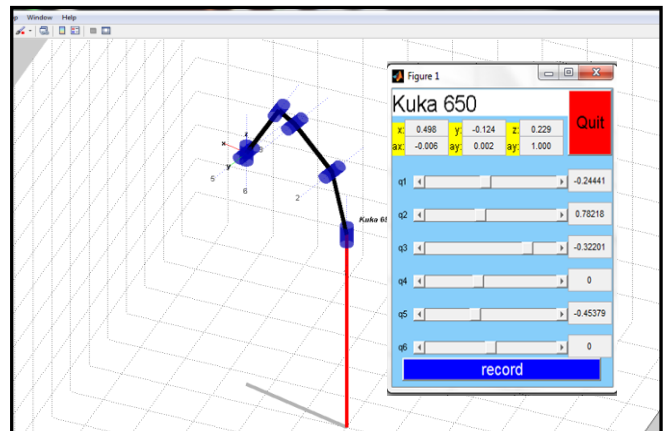 Window Help
Figure 1
Kuka 650
Quit
x: 0.498 y: -0.124 z: 0.229
ax: -0.006 ay: 0.002 ay: 1.000
q1 -0.24441
q2 0.78218
q3 -0.32201
q4 0
q5 -0.45379
q6 0
record
z
x
y
5
6
2
Kuka 65